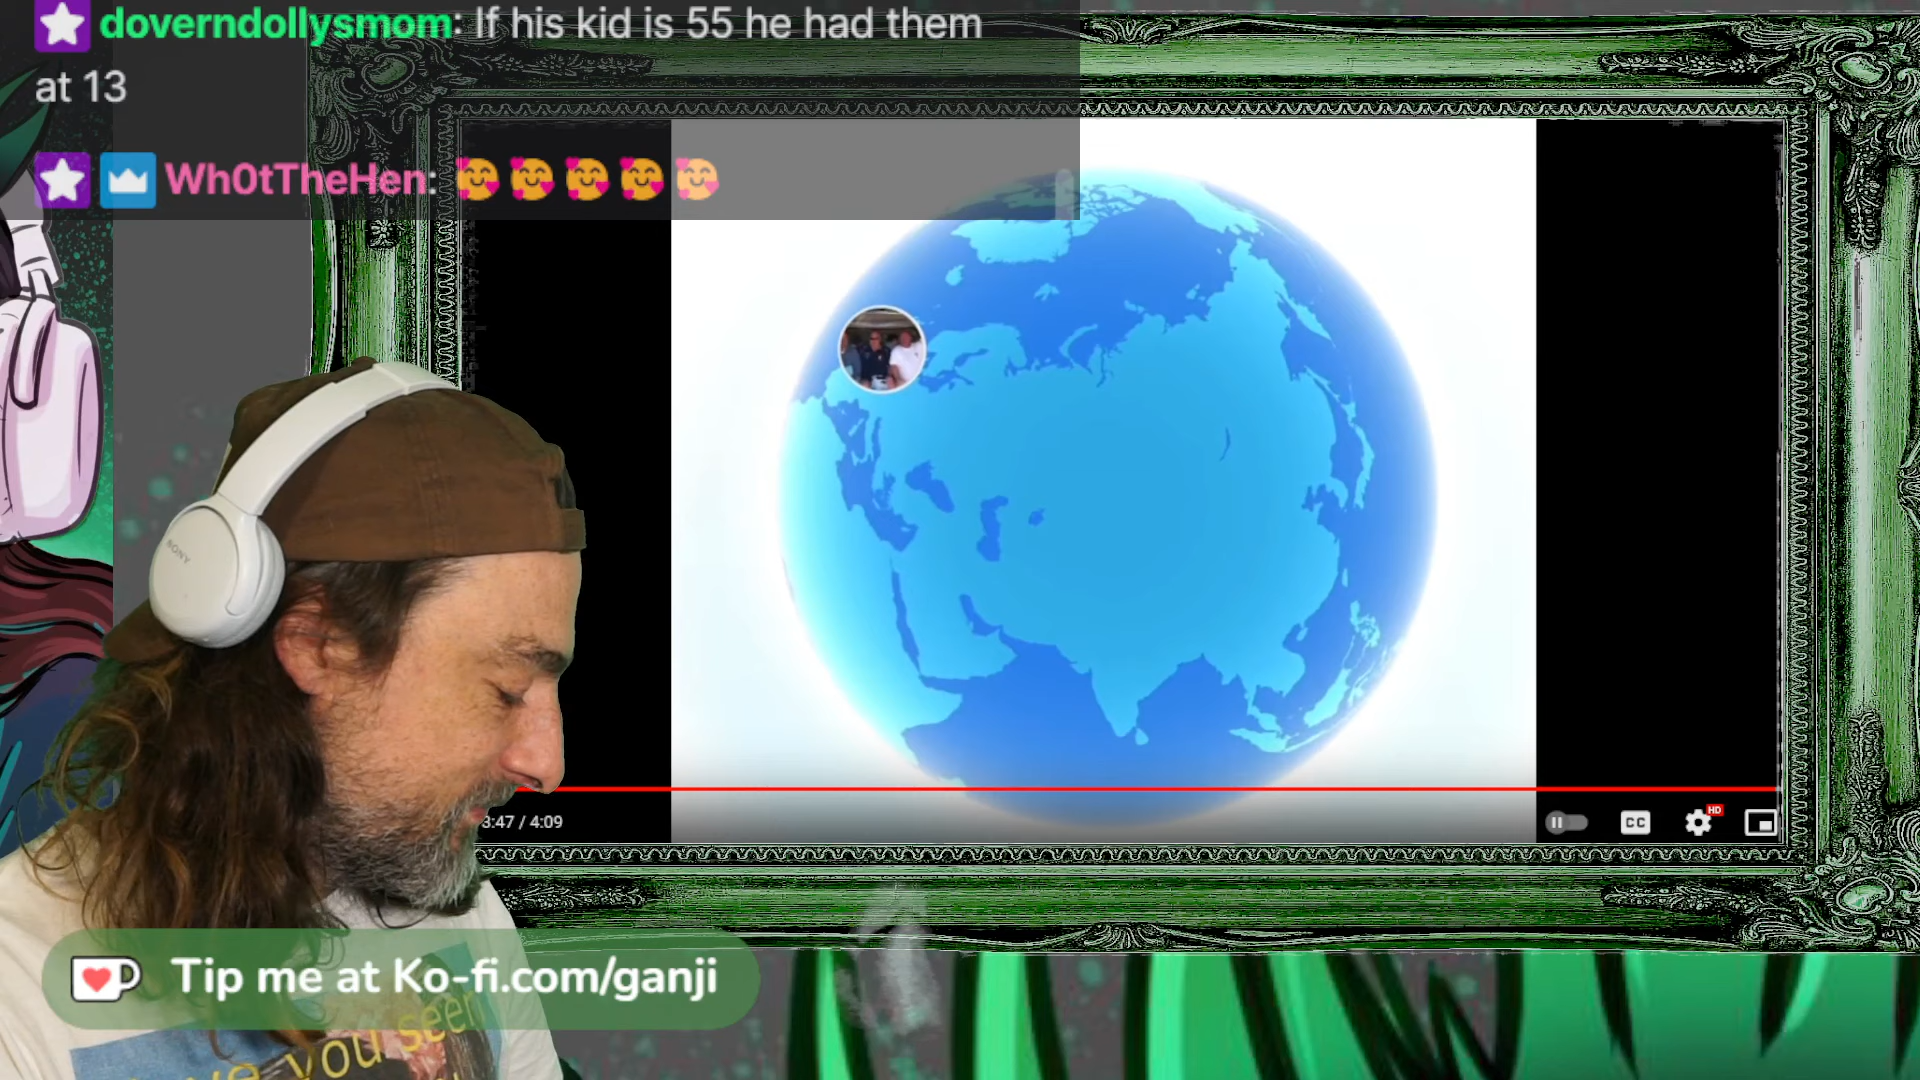 doverndollysmom: If his kid is 55 he had them
at 13
Wh0tTheHen:
SONY
3:47 / 4:09
CC
HD
Tip me at Ko-fi.com/ganji
you seen